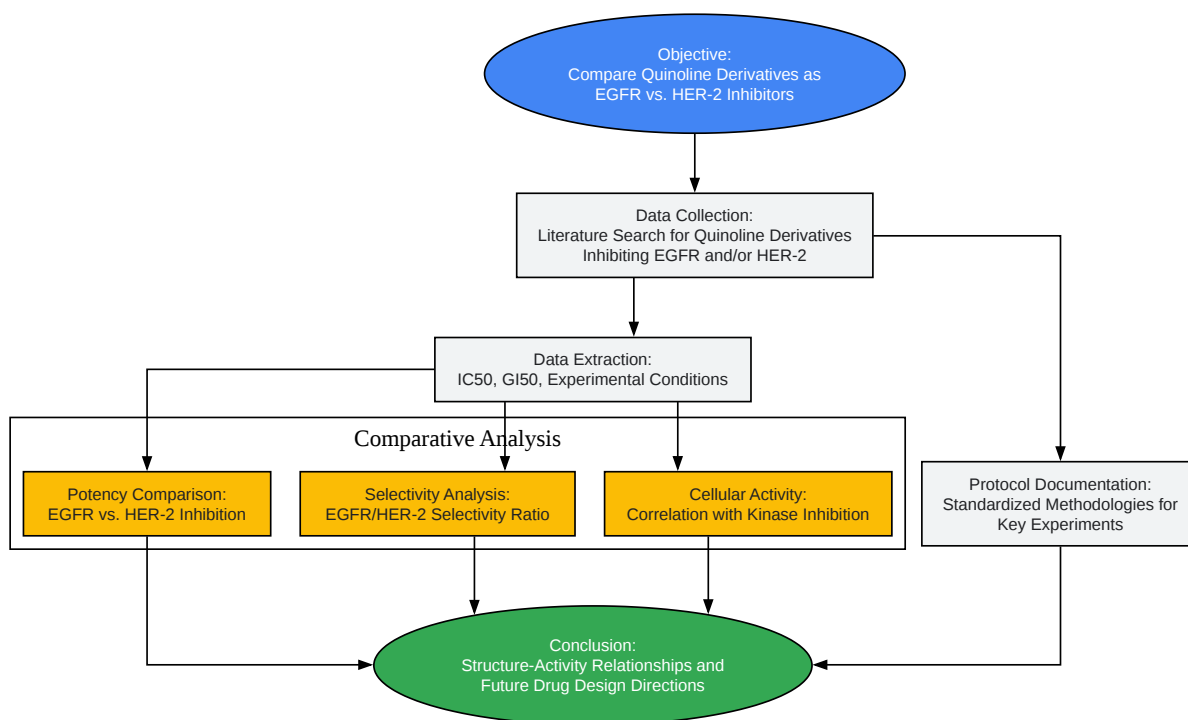 Objective:
Compare Quinoline Derivatives as
EGFR vs. HER-2 Inhibitors
Data Collection:
Literature Search for Quinoline Derivatives
Inhibiting EGFR and/or HER-2
Data Extraction:
IC50, GI50, Experimental Conditions
Comparative Analysis
Potency Comparison:
EGFR vs. HER-2 Inhibition
Selectivity Analysis:
EGFR/HER-2 Selectivity Ratio
Cellular Activity:
Correlation with Kinase Inhibition
Protocol Documentation:
Standardized Methodologies for
Key Experiments
Conclusion:
Structure-Activity Relationships and
Future Drug Design Directions